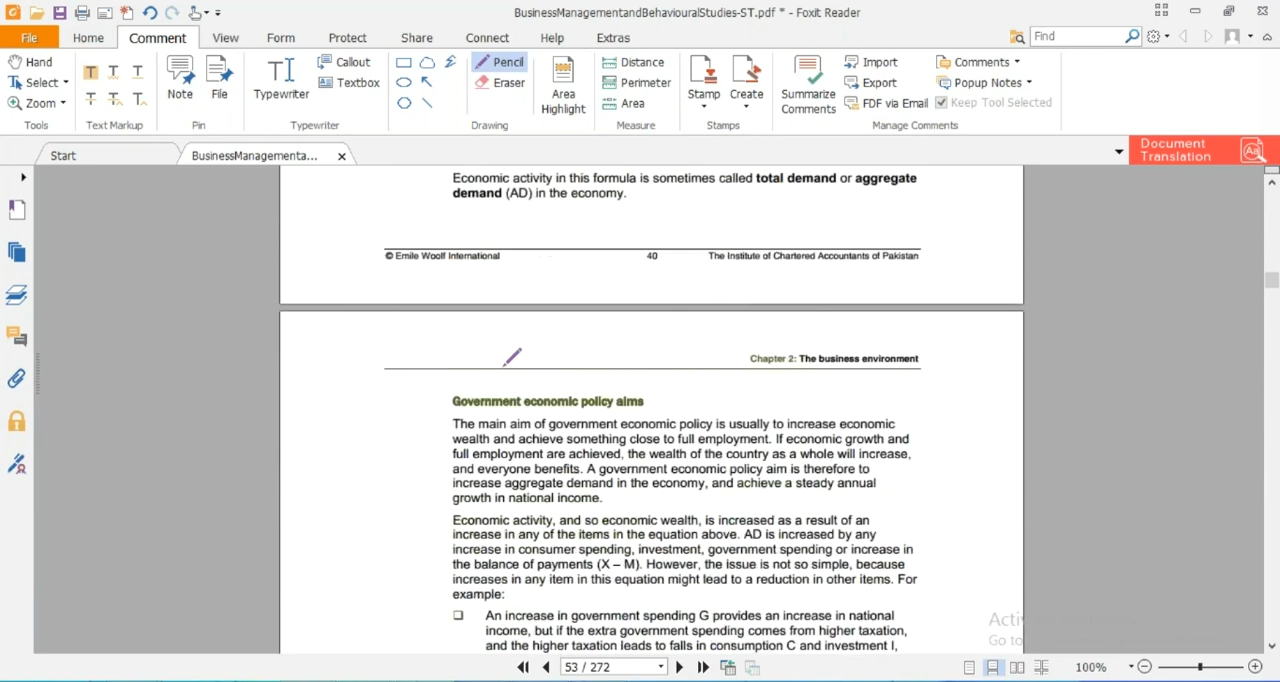 BusinessManagementandBehaviouralStudies-ST.pdf * - Foxit Reader
File Home Comment View Form Protect Share Connect Help Extras Find
Hand
Select
Zoom
Tools
Text Markup
Note
File
Pin
Typewriter
Callout
Textbox
Typewriter
Pencil
Eraser
Drawing
Area
Highlight
Distance
Perimeter
Area
Measure
Stamp
Create
Stamps
Summarize
Comments
Import
Export
FDF via Email
Comments
Popup Notes
Keep Tool Selected
Manage Comments
Start
BusinessManagementa...
Document
Translation
Economic activity in this formula is sometimes called total demand or aggregate
demand (AD) in the economy.
© Emile Woolf International 40 The Institute of Chartered Accountants of Pakistan
Chapter 2: The business environment
Government economic policy aims
The main aim of government economic policy is usually to increase economic
wealth and achieve something close to full employment. If economic growth and
full employment are achieved, the wealth of the country as a whole will increase,
and everyone benefits. A government economic policy aim is therefore to
increase aggregate demand in the economy, and achieve a steady annual
growth in national income.
Economic activity, and so economic wealth, is increased as a result of an
increase in any of the items in the equation above. AD is increased by any
increase in consumer spending, investment, government spending or increase in
the balance of payments (X – M). However, the issue is not so simple, because
increases in any item in this equation might lead to a reduction in other items. For
example:
An increase in government spending G provides an increase in national
income, but if the extra government spending comes from higher taxation,
and the higher taxation leads to falls in consumption C and investment I,
Go to
53 / 272
100%